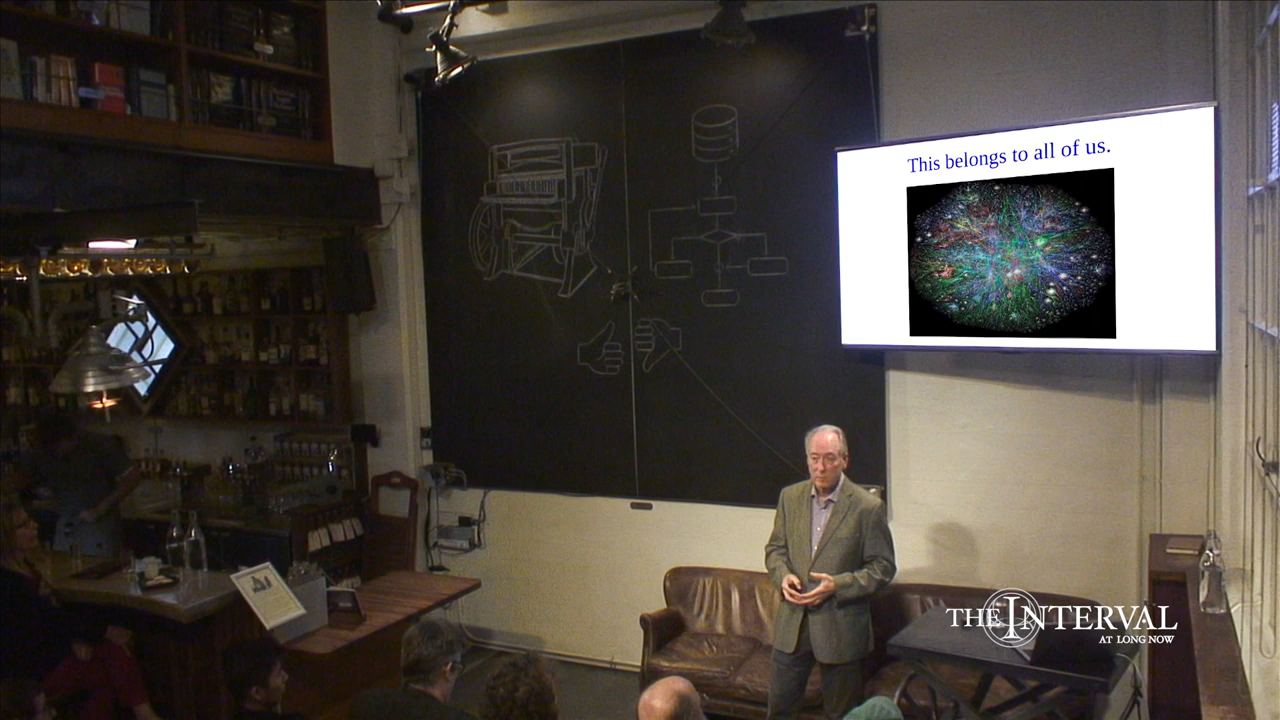 This belongs to all of us.
THE INTERVAL
AT LONG NOW